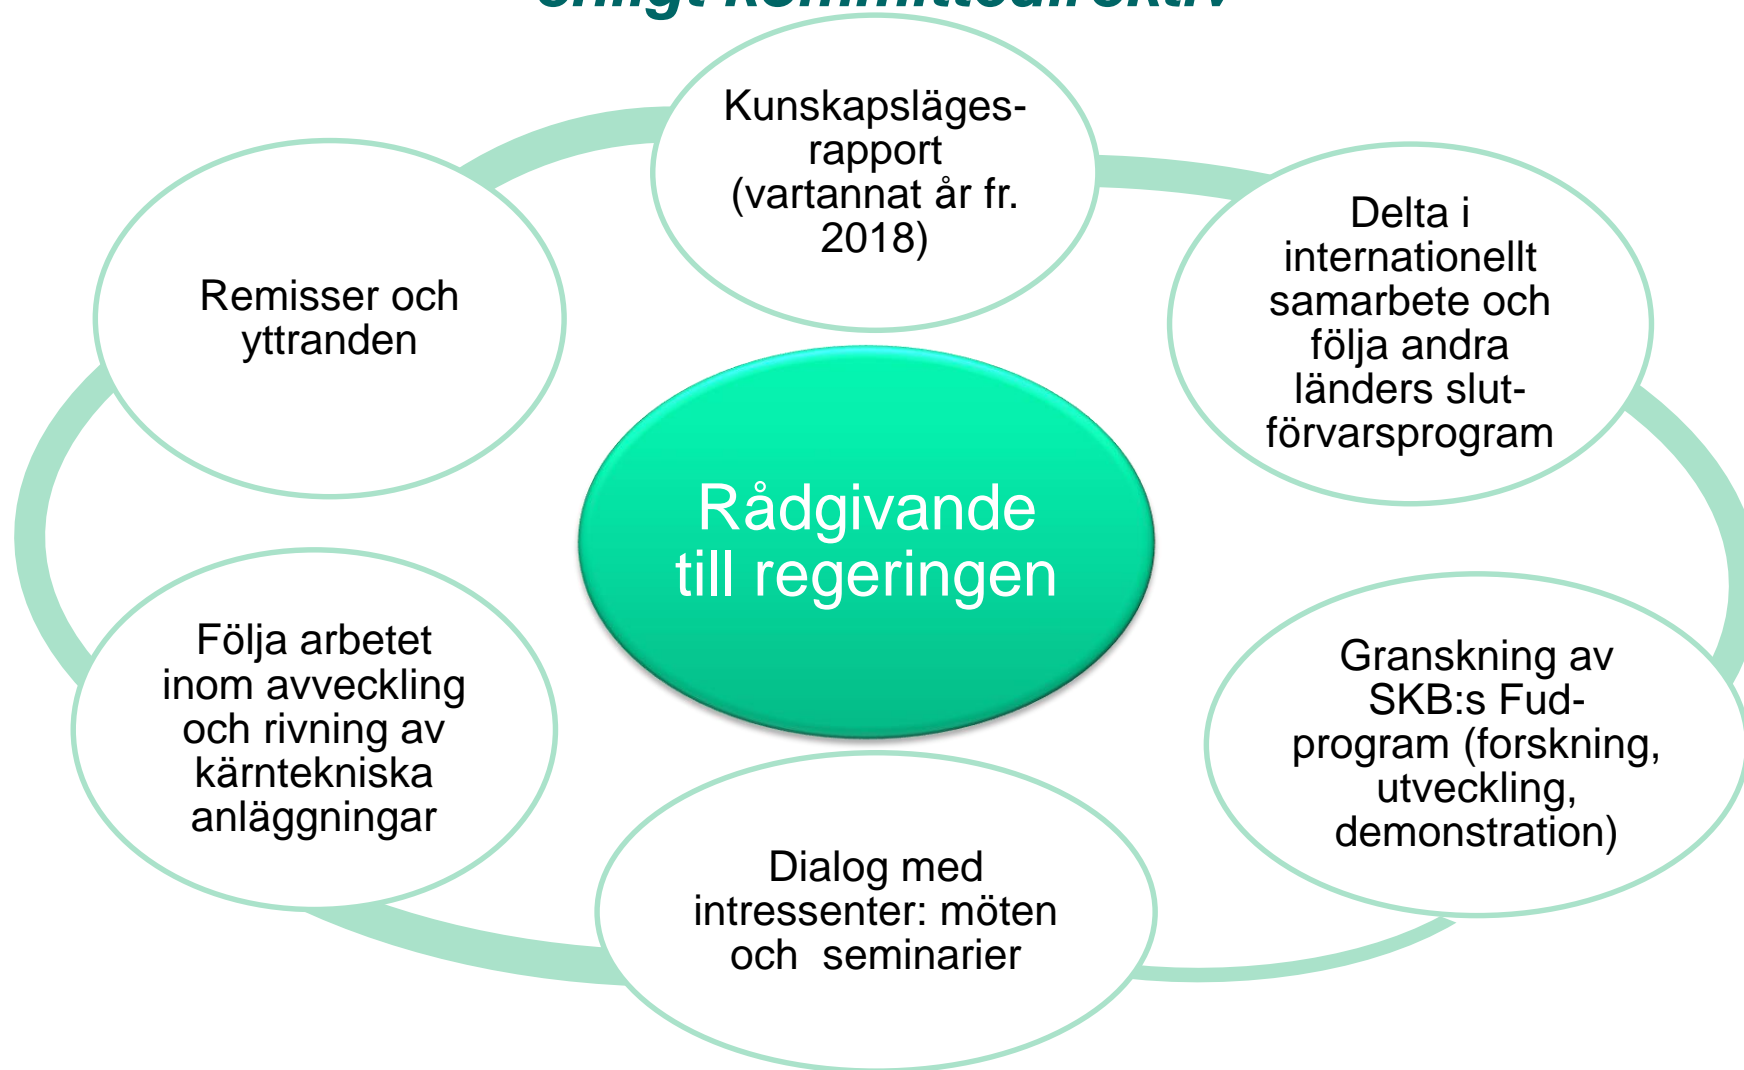 enligt kommittédirektiv
Kunskapsläges-
rapport
(vartannat år fr.
2018)
Delta i
internationellt
samarbete och
följa andra
länders slut-
förvarsprogram
Granskning av
SKB:s Fud-
program (forskning,
utveckling,
demonstration)
Dialog med
intressenter: möten
och seminarier
Följa arbetet
inom avveckling
och rivning av
kärntekniska
anläggningar
Remisser och
yttranden
Rådgivande
till regeringen